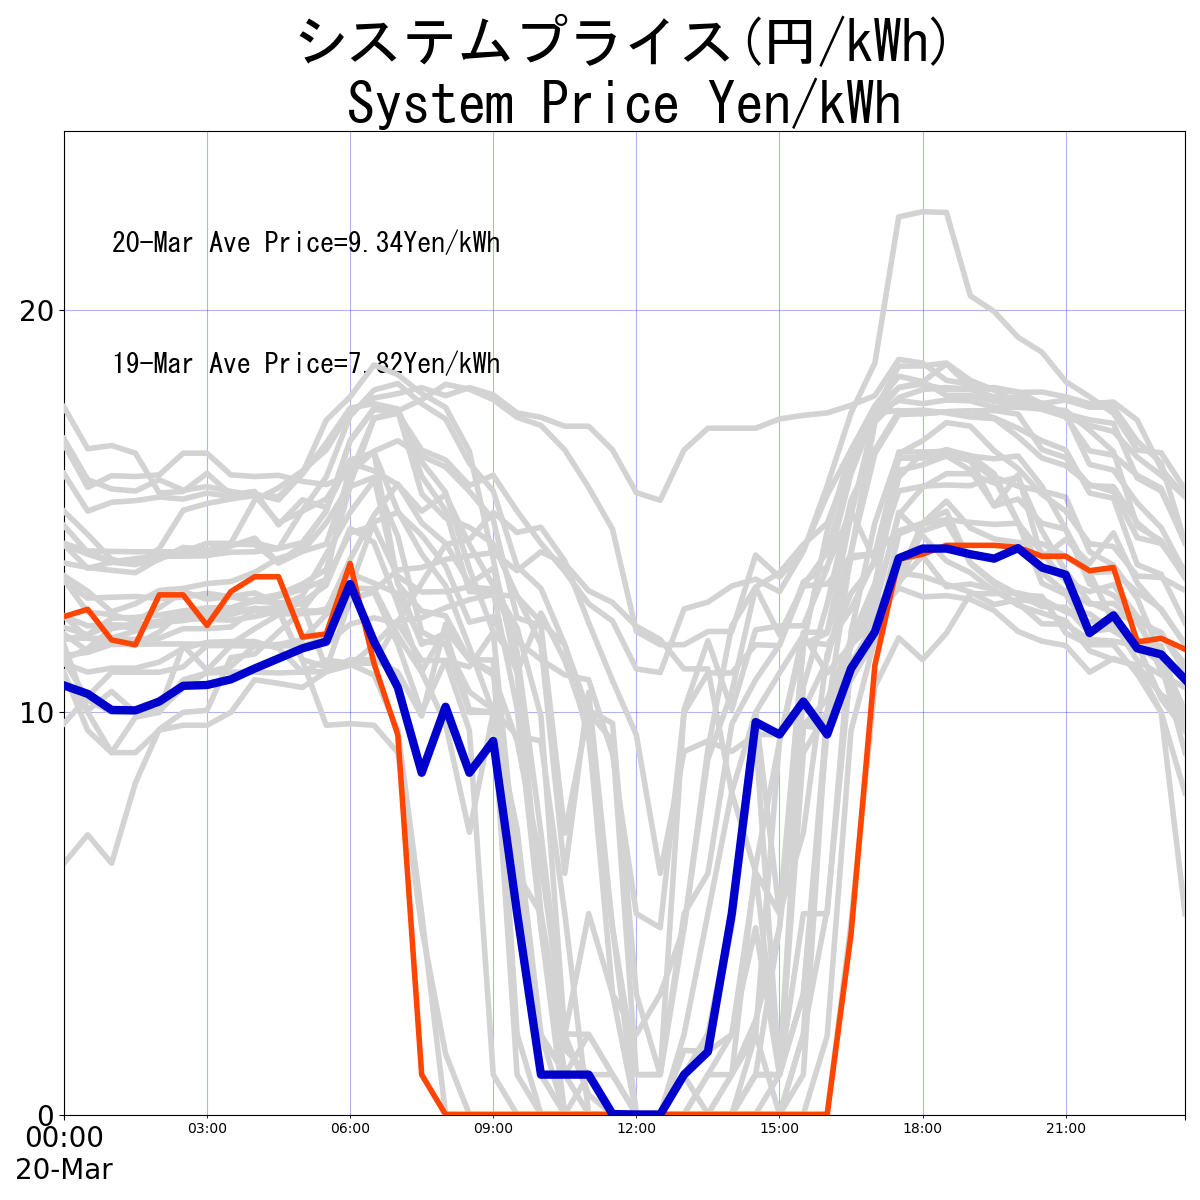 システムプライス(円/kWh)
System Price Yen/kWh
20-Mar Ave Price=9.34Yen/kWh
19-Mar Ave Price=7.82Yen/kWh
20
10
0
00:00
03:00
06:00
09:00
12:00
15:00
18:00
21:00
20-Mar